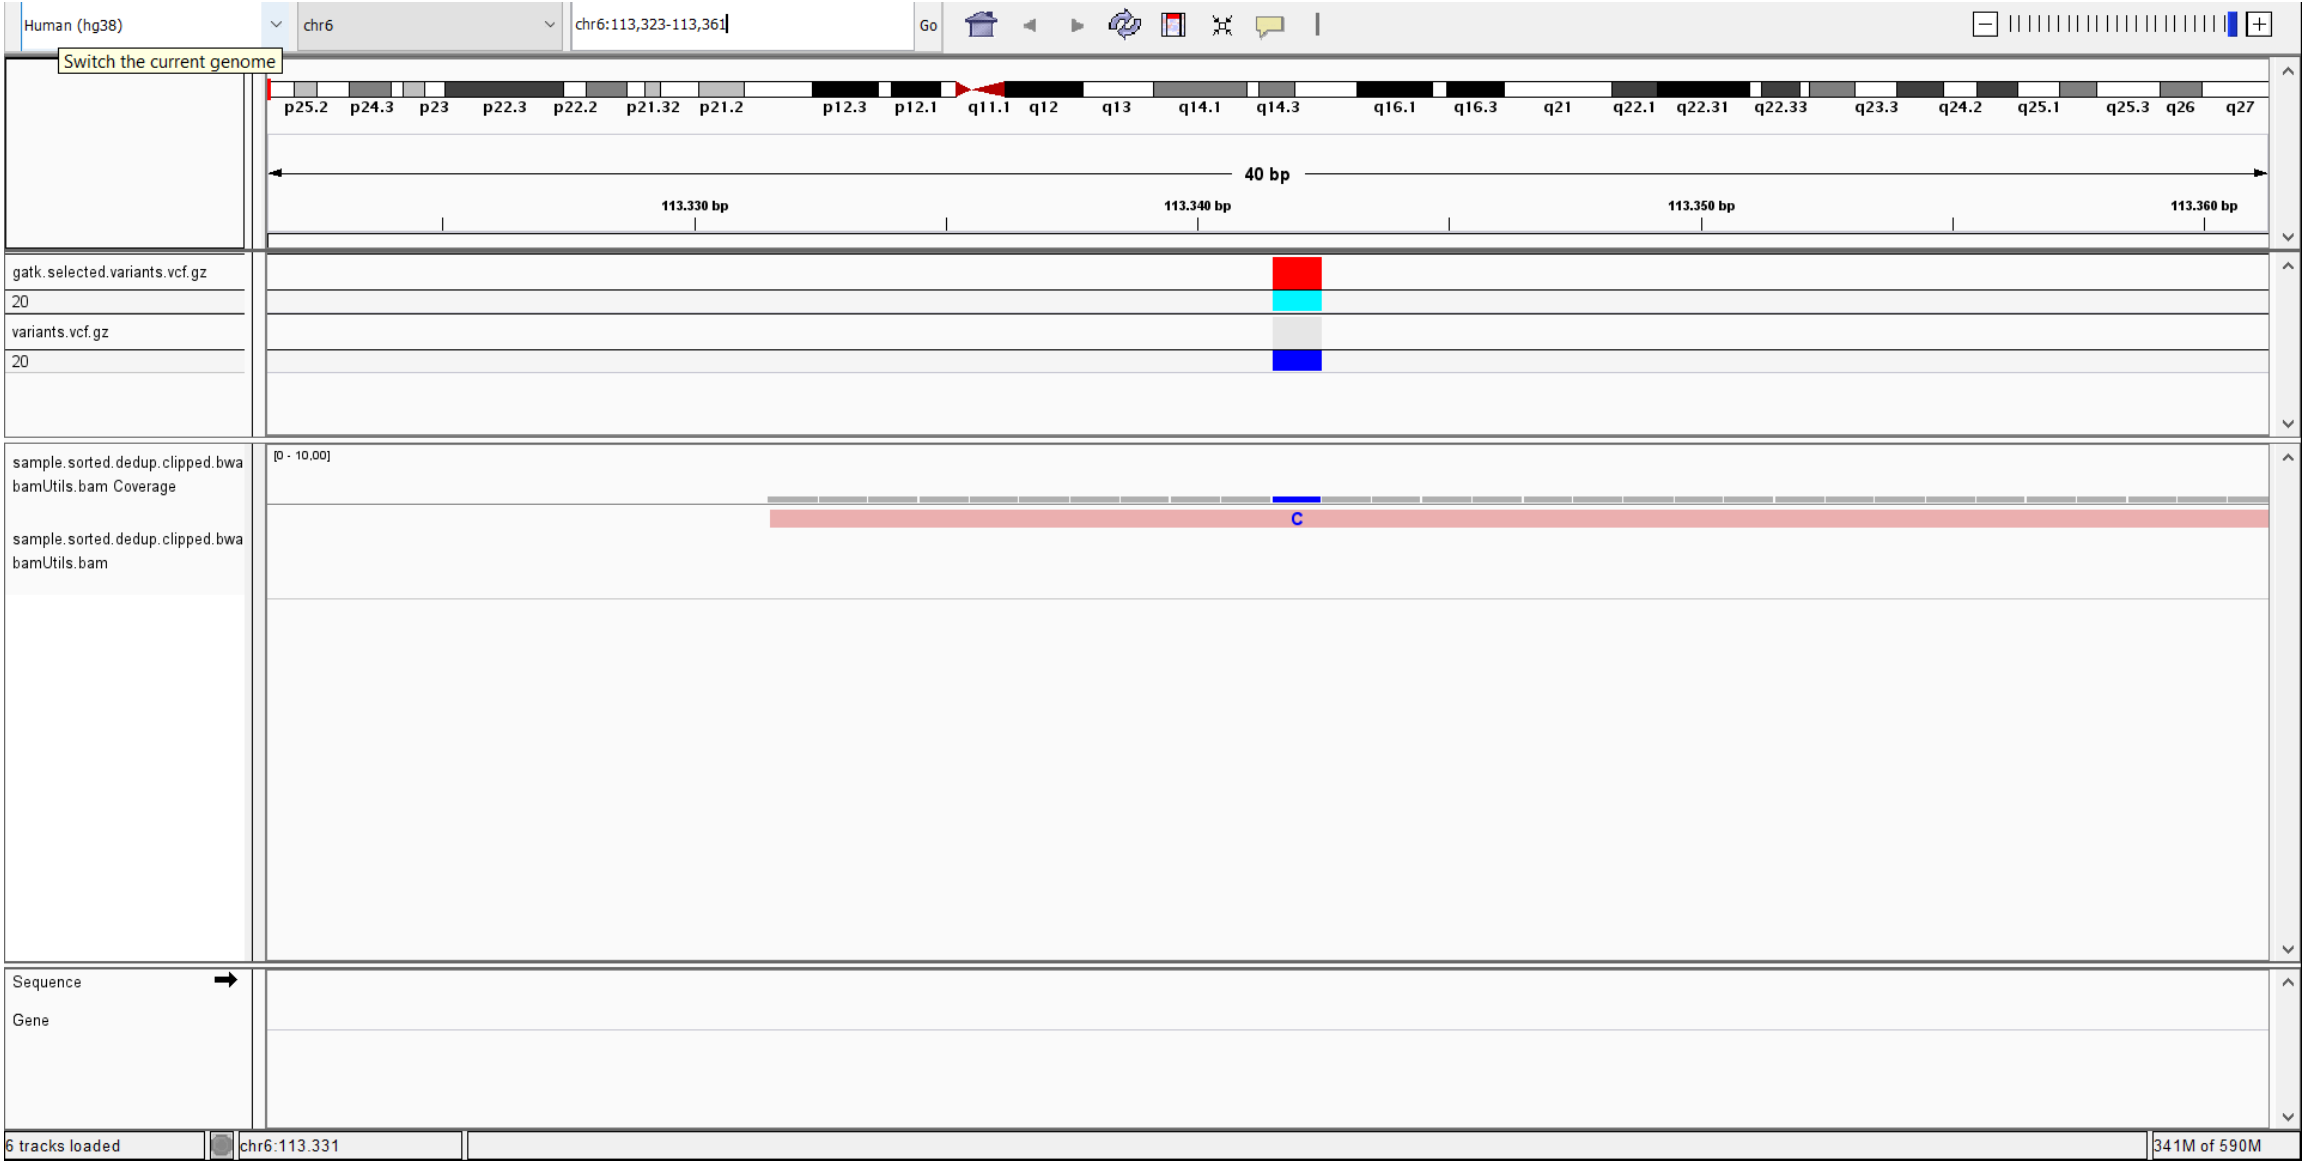 Human (hg38) chr6 chr6:113,323-113,361 Go
Switch the current genome
p25.2 p24.3 p23 p22.3 p22.2 p21.32 p21.2 p12.3 p12.1 q11.1 q12 q13 q14.1 q14.3 q16.1 q16.3 q21 q22.1 q22.31 q22.33 q23.3 q24.2 q25.1 q25.3 q26 q27
40 bp
113.330 bp 113.340 bp 113.350 bp 113.360 bp
gatk.selected.variants.vcf.gz
20
variants.vcf.gz
20
sample.sorted.dedup.clipped.bwa [0 - 10,00]
bamUtils.bam Coverage
C
sample.sorted.dedup.clipped.bwa
bamUtils.bam
Sequence
Gene
6 tracks loaded chr6:113.331 341M of 590M